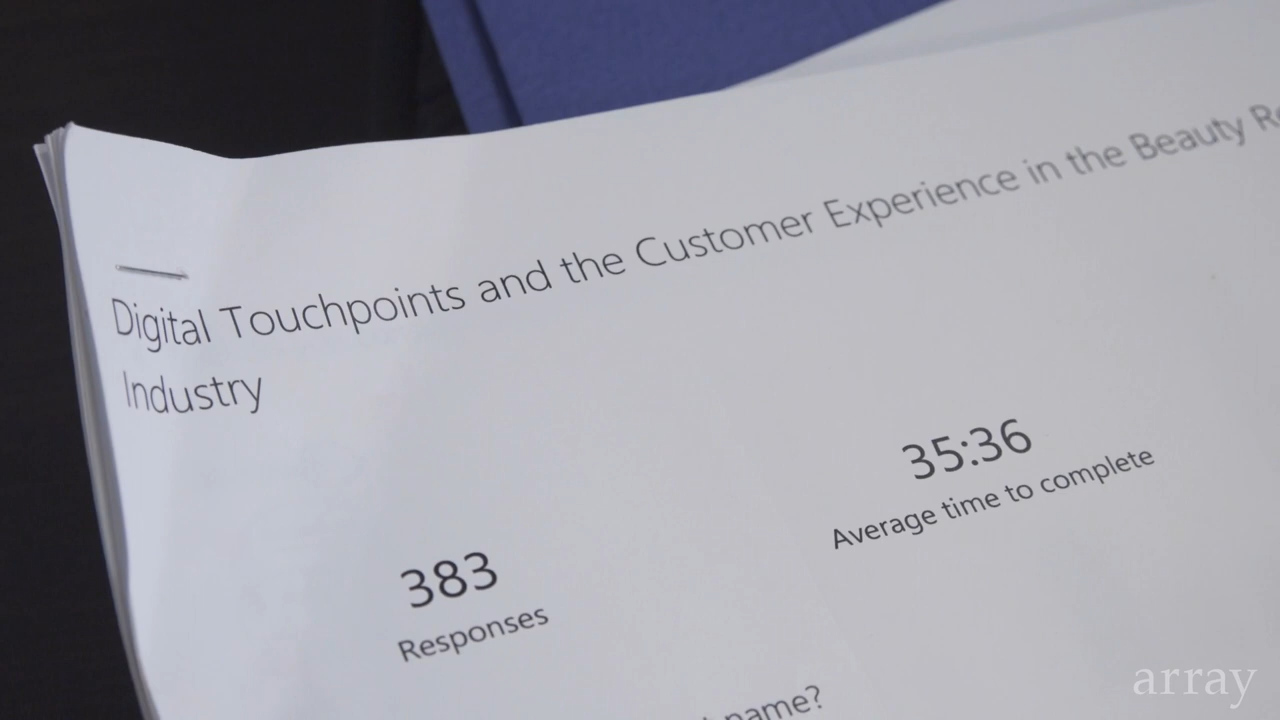 Digital Touchpoints and the Customer Experience in the Beauty
Industry
35:36
Average time to complete
383
Responses
name?
array